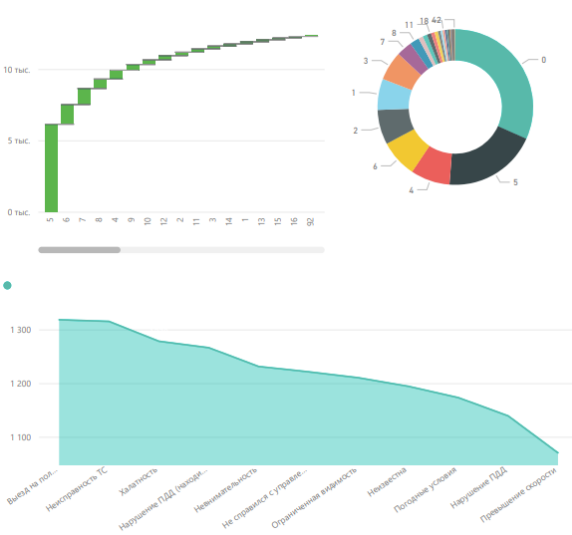 10 тыс.
5 тыс.
0 тыс.
5 6 7 8 4 9 10 12 2 11 3 14 1 13 15 16 92
0
5
4
6
2
1
3
7
8
11
18
42
1 300
1 200
1 100
Выезд на пол...
Неисправность ТС
Халатность
Нарушение ПДД (находи...
Невнимательность
Не справился с управле...
Ограниченная видимость
Неизвестна
Погодные условия
Нарушение ПДД
Превышение скорости